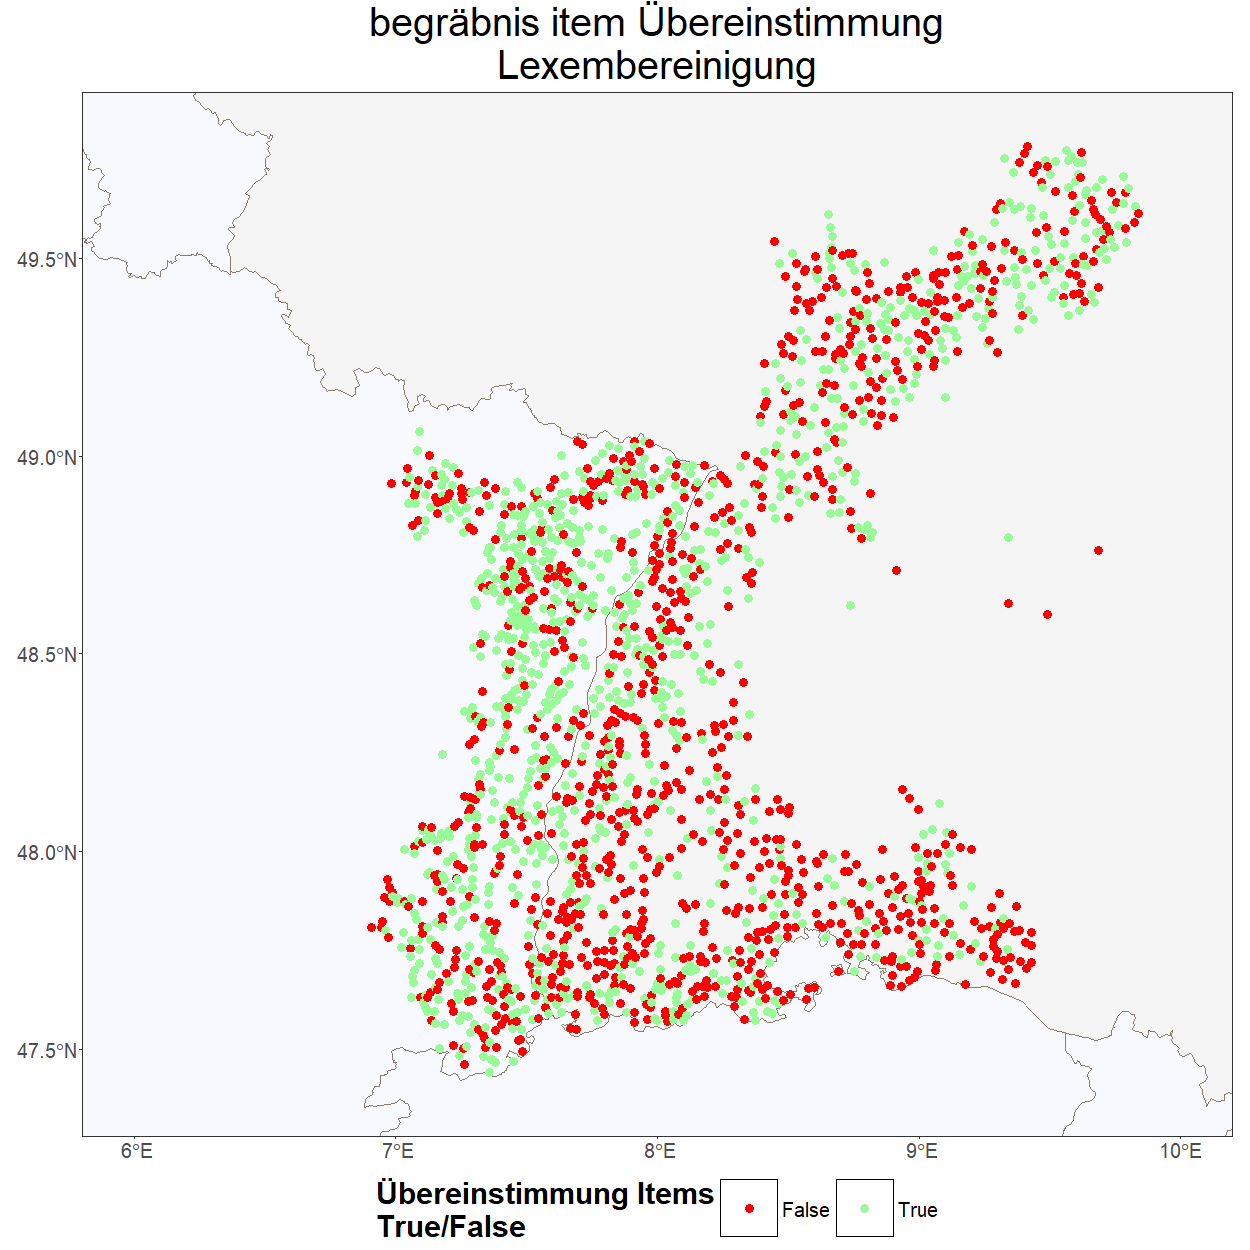 begräbnis item Übereinstimmung
Lexembereinigung
49.5°N
49.0°N
48.5°N
48.0°N
47.5°N
6°E 7°E 8°E 9°E 10°E
Übereinstimmung Items
True/False
False True